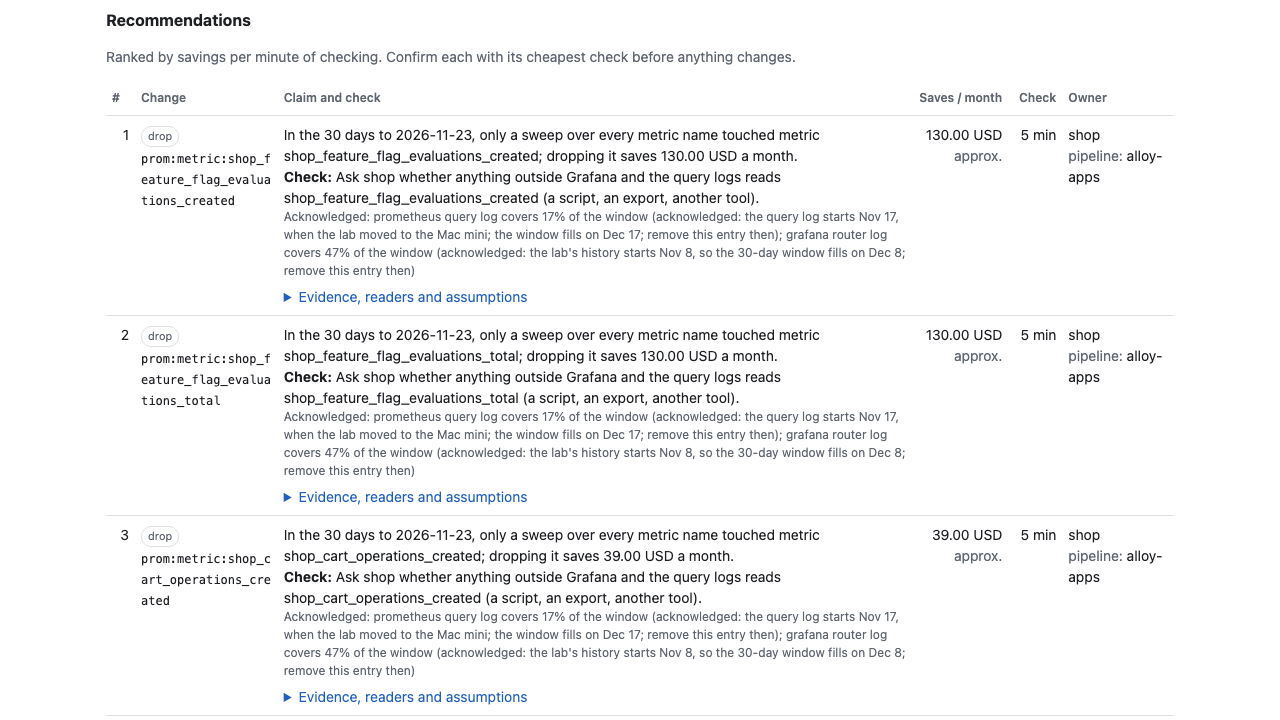 Recommendations
Ranked by savings per minute of checking. Confirm each with its cheapest check before anything changes.
# Change Claim and check Saves / month Check Owner
1 drop In the 30 days to 2026-11-23, only a sweep over every metric name touched metric 130.00 USD 5 min shop
prom:metric:shop_f shop_feature_flag_evaluations_created; dropping it saves 130.00 USD a month. approx. pipeline: alloy-
eature_flag_evalua Check: Ask shop whether anything outside Grafana and the query logs reads apps
tions_created shop_feature_flag_evaluations_created (a script, an export, another tool).
Acknowledged: prometheus query log covers 17% of the window (acknowledged: the query log starts Nov 17,
when the lab moved to the Mac mini; the window fills on Dec 17; remove this entry then); grafana router log
covers 47% of the window (acknowledged: the lab's history starts Nov 8, so the 30-day window fills on Dec 8;
remove this entry then)
▶ Evidence, readers and assumptions
2 drop In the 30 days to 2026-11-23, only a sweep over every metric name touched metric 130.00 USD 5 min shop
prom:metric:shop_f shop_feature_flag_evaluations_total; dropping it saves 130.00 USD a month. approx. pipeline: alloy-
eature_flag_evalua Check: Ask shop whether anything outside Grafana and the query logs reads apps
tions_total shop_feature_flag_evaluations_total (a script, an export, another tool).
Acknowledged: prometheus query log covers 17% of the window (acknowledged: the query log starts Nov 17,
when the lab moved to the Mac mini; the window fills on Dec 17; remove this entry then); grafana router log
covers 47% of the window (acknowledged: the lab's history starts Nov 8, so the 30-day window fills on Dec 8;
remove this entry then)
▶ Evidence, readers and assumptions
3 drop In the 30 days to 2026-11-23, only a sweep over every metric name touched metric 39.00 USD 5 min shop
prom:metric:shop_c shop_cart_operations_created; dropping it saves 39.00 USD a month. approx. pipeline: alloy-
art_operations_cre Check: Ask shop whether anything outside Grafana and the query logs reads apps
ated shop_cart_operations_created (a script, an export, another tool).
Acknowledged: prometheus query log covers 17% of the window (acknowledged: the query log starts Nov 17,
when the lab moved to the Mac mini; the window fills on Dec 17; remove this entry then); grafana router log
covers 47% of the window (acknowledged: the lab's history starts Nov 8, so the 30-day window fills on Dec 8;
remove this entry then)
▶ Evidence, readers and assumptions